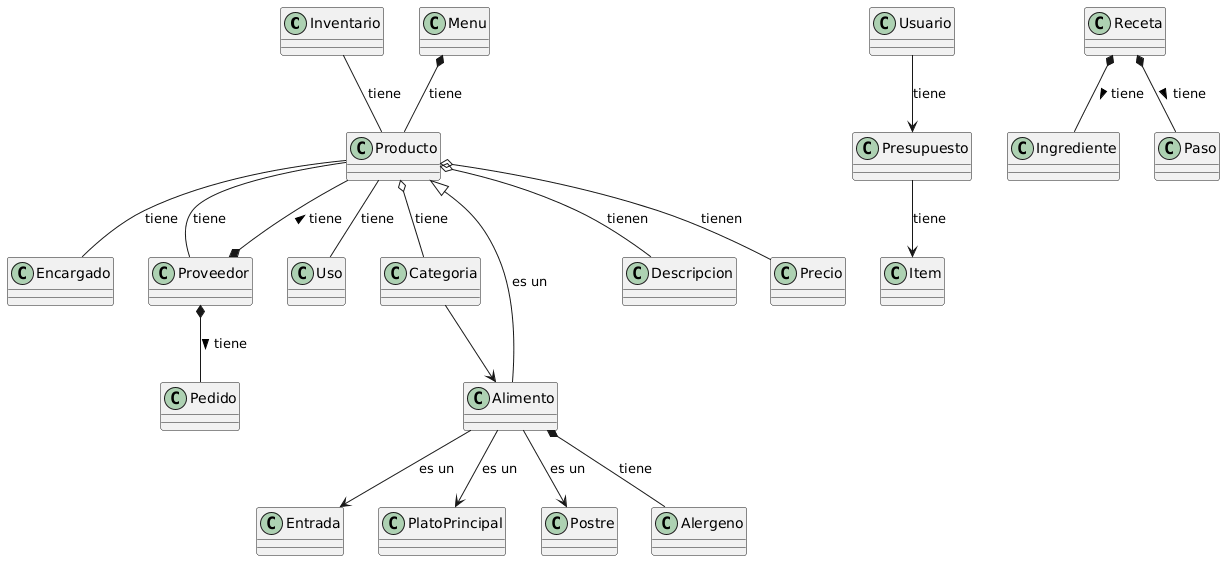 C Inventario
C Menu
C Usuario
C Receta
tiene
tiene
tiene
tiene
tiene
C Producto
C Presupuesto
C Ingrediente
C Paso
tiene
tiene
tiene
tiene
tiene
tienen
tienen
tiene
C Encargado
C Proveedor
C Uso
C Categoria
C Descripcion
C Precio
C Item
es un
tiene
C Pedido
C Alimento
es un
es un
es un
tiene
C Entrada
C PlatoPrincipal
C Postre
C Alergeno